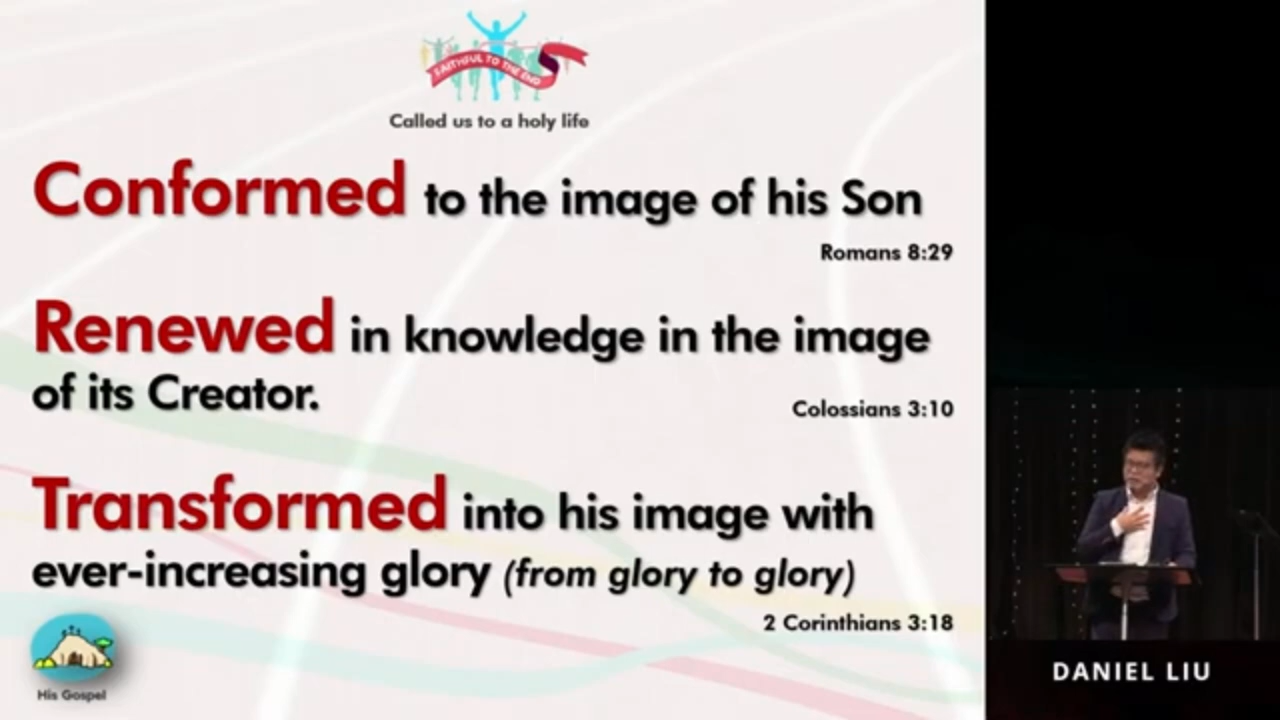 FAITHFUL TO THE END
Called us to a holy life
Conformed to the image of his Son
Romans 8:29
Renewed in knowledge in the image
of its Creator.
Colossians 3:10
Transformed into his image with
ever-increasing glory (from glory to glory)
2 Corinthians 3:18
His Gospel
DANIEL LIU